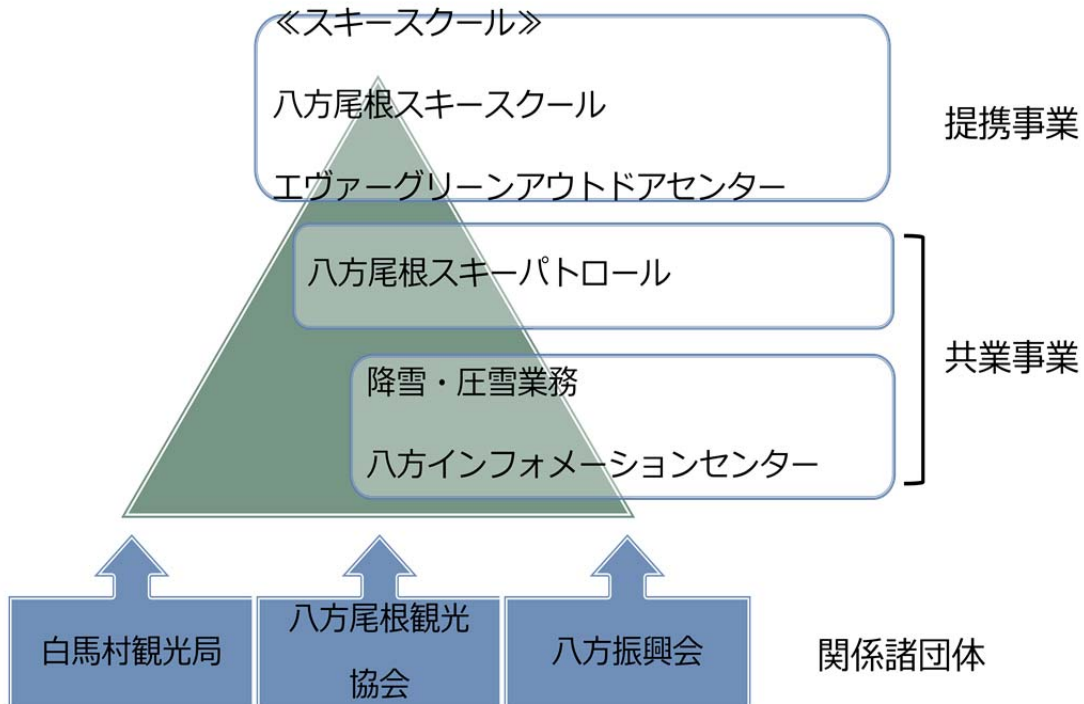 ≪スキースクール≫
八方尾根スキースクール
エヴァーグリーンアウトドアセンター
提携事業
八方尾根スキーパトロール
降雪・圧雪業務
八方インフォメーションセンター
共業事業
白馬村観光局
八方尾根観光
協会
八方振興会
関係諸団体